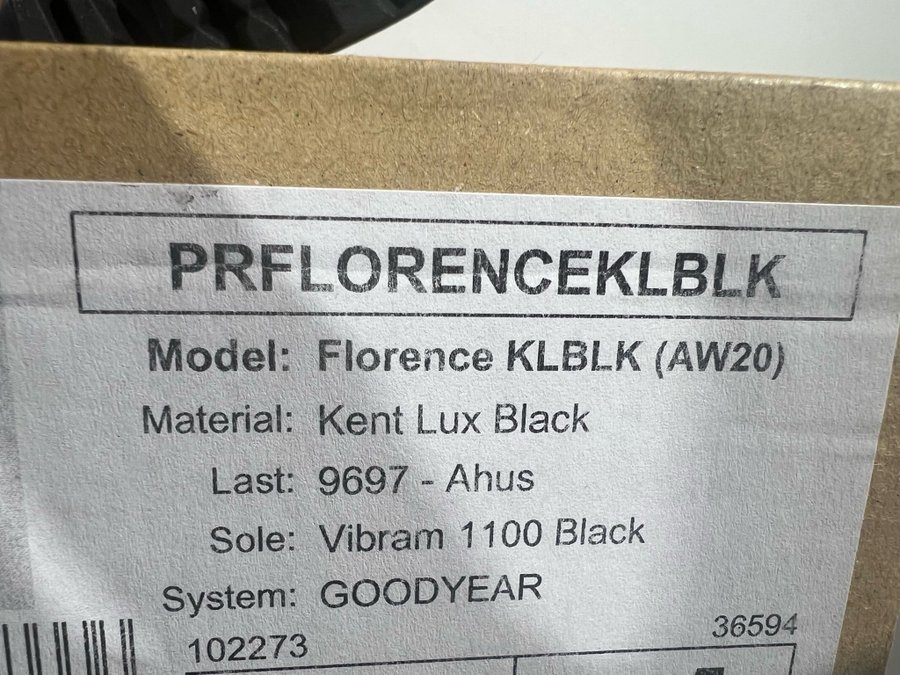 PRFLORENCEKLBLK
Model: Florence KLBLK (AW20)
Material: Kent Lux Black
Last: 9697 - Ahus
Sole: Vibram 1100 Black
System: GOODYEAR
102273 36594